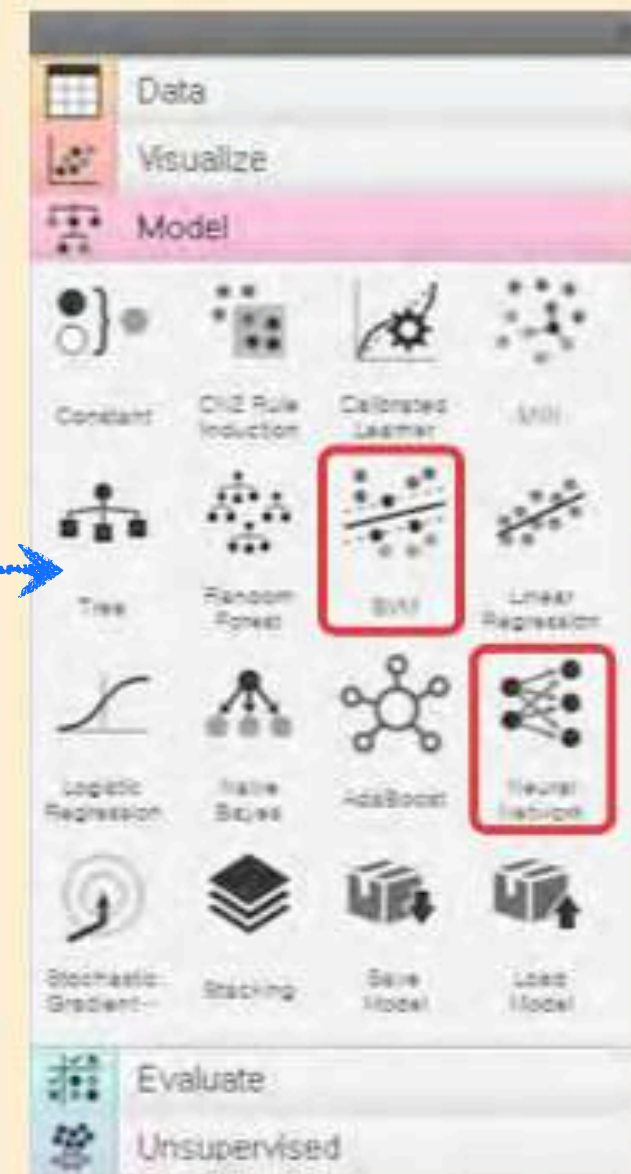 Data
Visualize
Model
Constant
CN2 Rule
Induction
Calibrated
Learner
kNN
Tree
Random
Forest
SVM
Linear
Regression
Logistic
Regression
Naive
Bayes
AdaBoost
Neural
Network
Stochastic
Gradient...
Stacking
Save
Model
Load
Model
Evaluate
Unsupervised